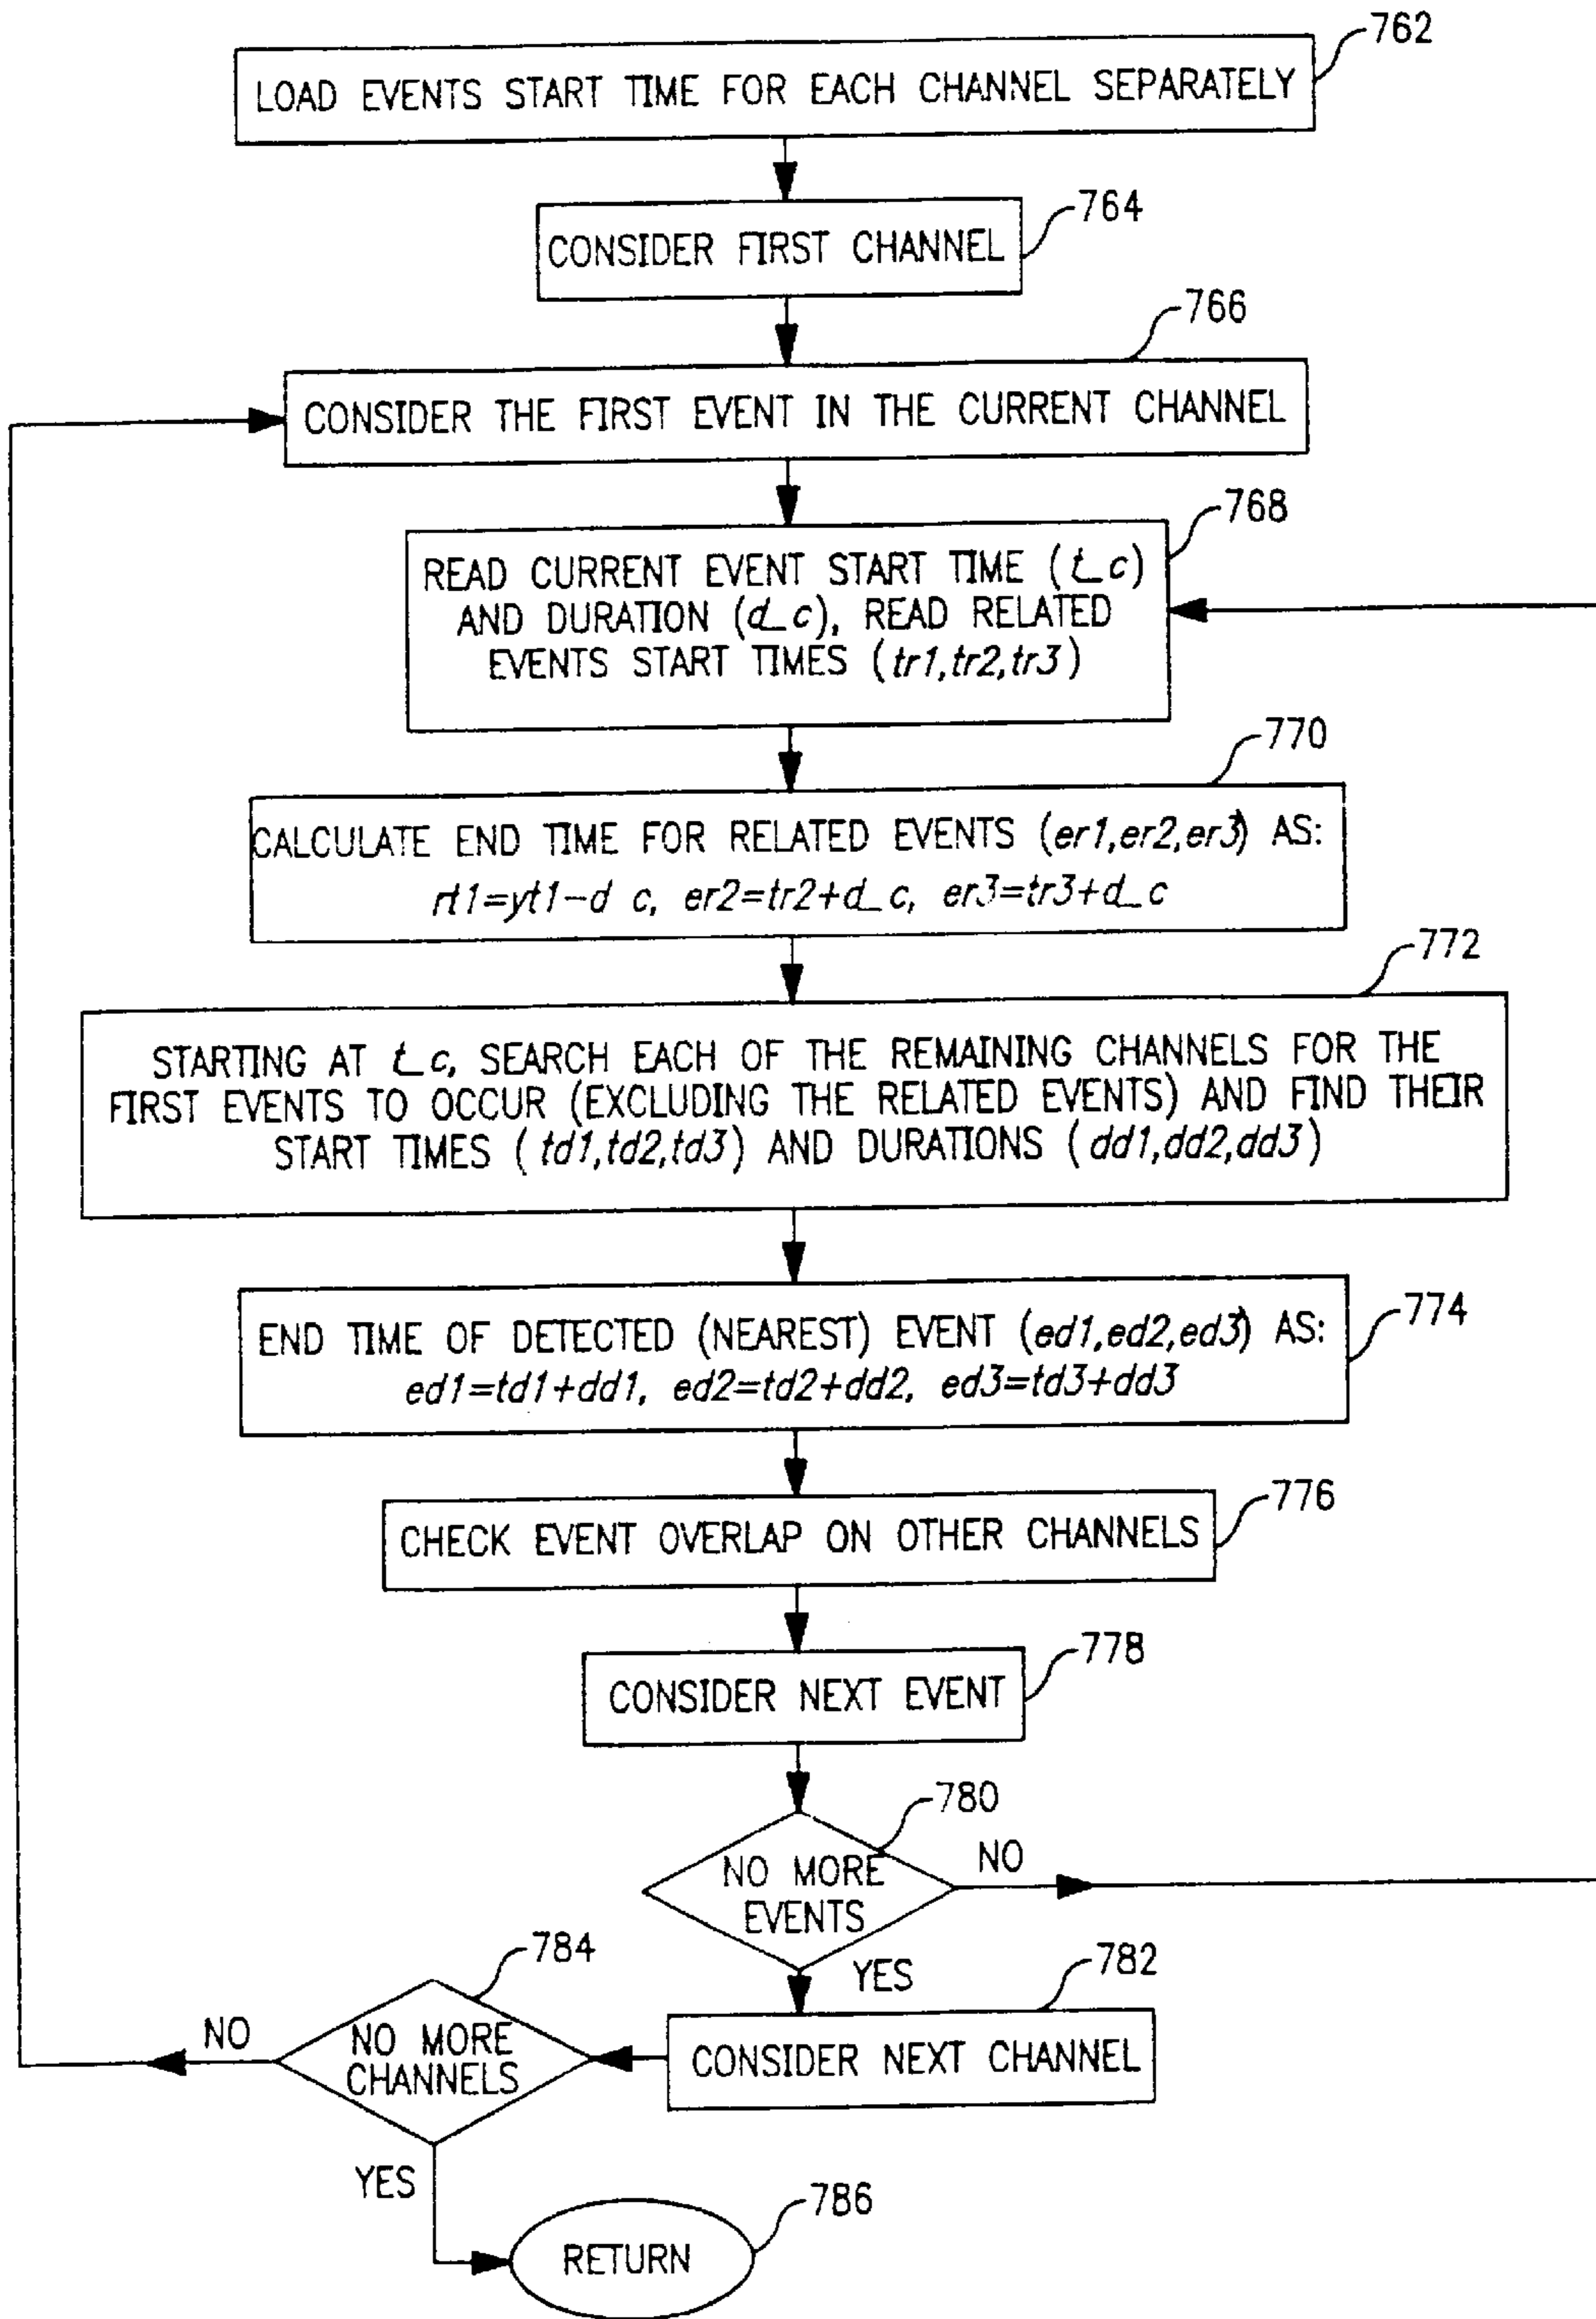 762
LOAD EVENTS START TIME FOR EACH CHANNEL SEPARATELY
764
CONSIDER FIRST CHANNEL
766
CONSIDER THE FIRST EVENT IN THE CURRENT CHANNEL
768
READ CURRENT EVENT START TIME (t_c)
AND DURATION (d_c), READ RELATED
EVENTS START TIMES (tr1,tr2,tr3)
770
CALCULATE END TIME FOR RELATED EVENTS (er1,er2,er3) AS:
rt1=yt1-d c, er2=tr2+d_c, er3=tr3+d_c
772
STARTING AT t_c, SEARCH EACH OF THE REMAINING CHANNELS FOR THE
FIRST EVENTS TO OCCUR (EXCLUDING THE RELATED EVENTS) AND FIND THEIR
START TIMES (td1,td2,td3) AND DURATIONS (dd1,dd2,dd3)
774
END TIME OF DETECTED (NEAREST) EVENT (ed1,ed2,ed3) AS:
ed1=td1+dd1, ed2=td2+dd2, ed3=td3+dd3
776
CHECK EVENT OVERLAP ON OTHER CHANNELS
778
CONSIDER NEXT EVENT
780
NO MORE
EVENTS
NO
YES
782
CONSIDER NEXT CHANNEL
784
NO MORE
CHANNELS
NO
YES
786
RETURN